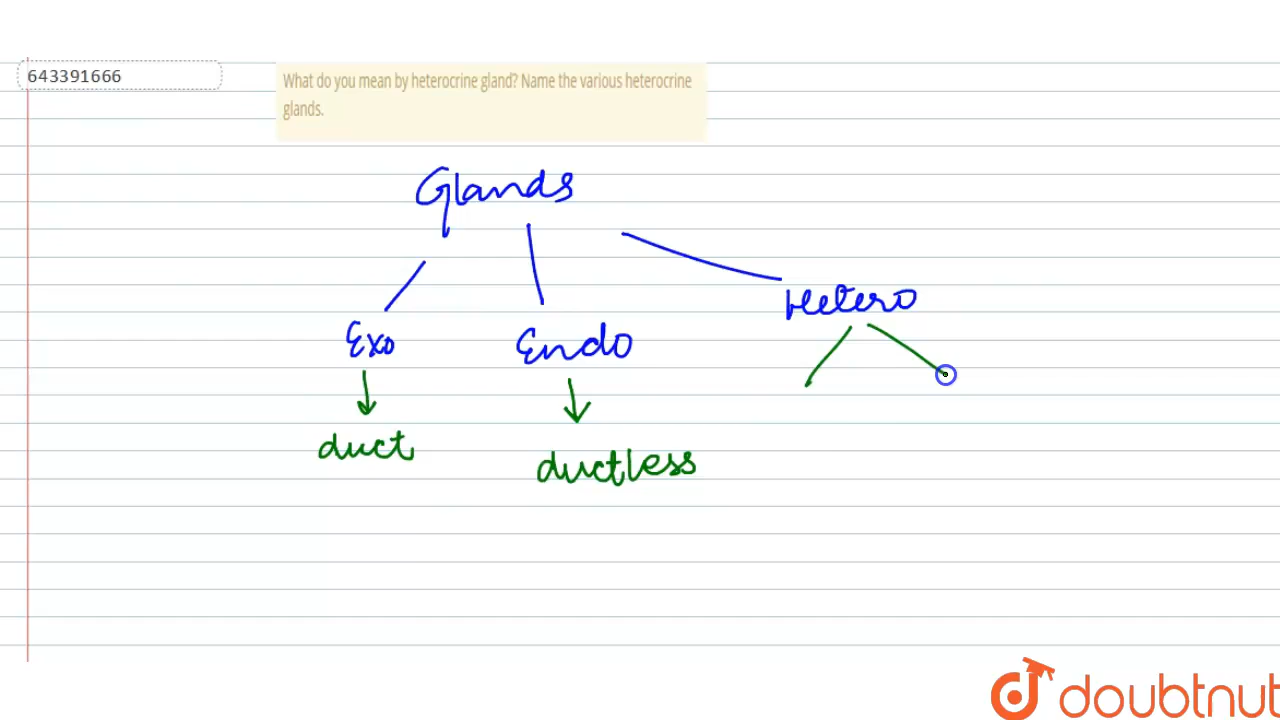 643391666
What do you mean by heterocrine gland? Name the various heterocrine
glands.
Glands
Exo Endo Hetero
duct ductless
doubtnut